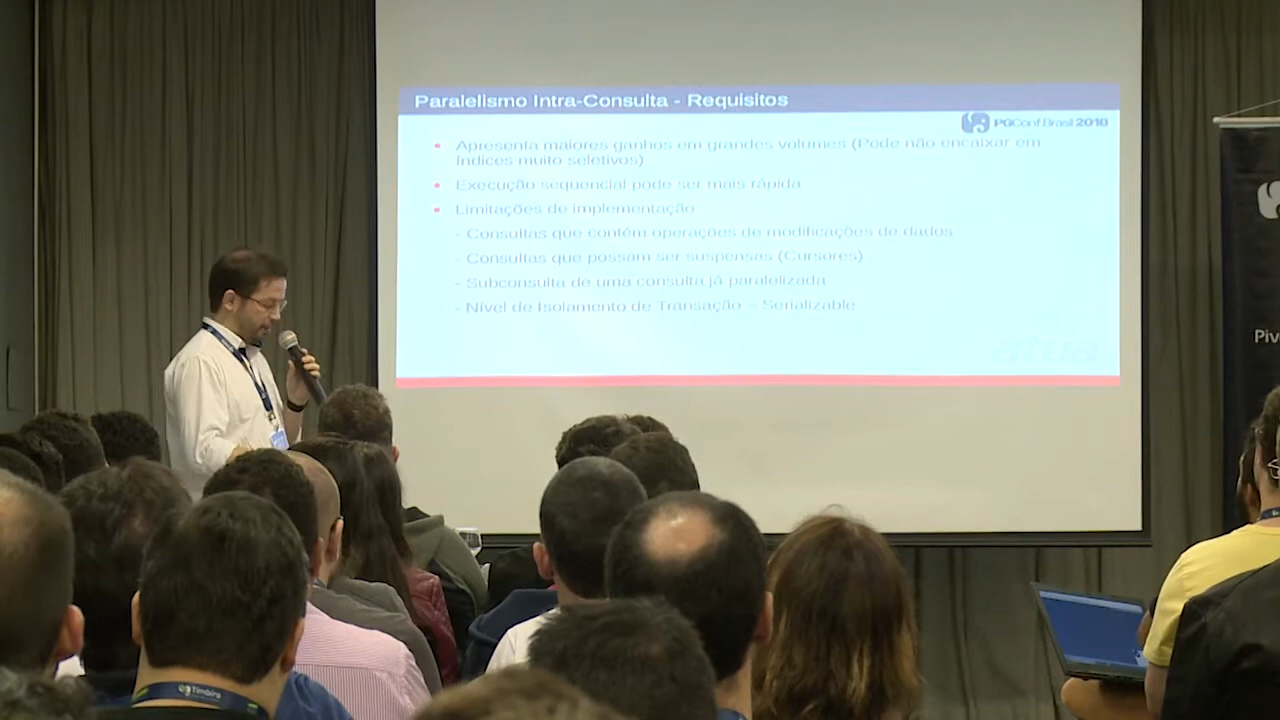 Paralelismo Intra-Consulta - Requisitos
PGConf.Brasil 2018
• Apresenta maiores ganhos em grandes volumes (Pode não encaixar em
índices muito seletivos)
• Execução sequencial pode ser mais rápida
• Limitações de implementação
- Consultas que contém operações de modificações de dados
- Consultas que possam ser suspensas (Cursores)
- Subconsulta de uma consulta já paralelizada
- Nível de Isolamento de Transação = Serializable
Piv
Timbira